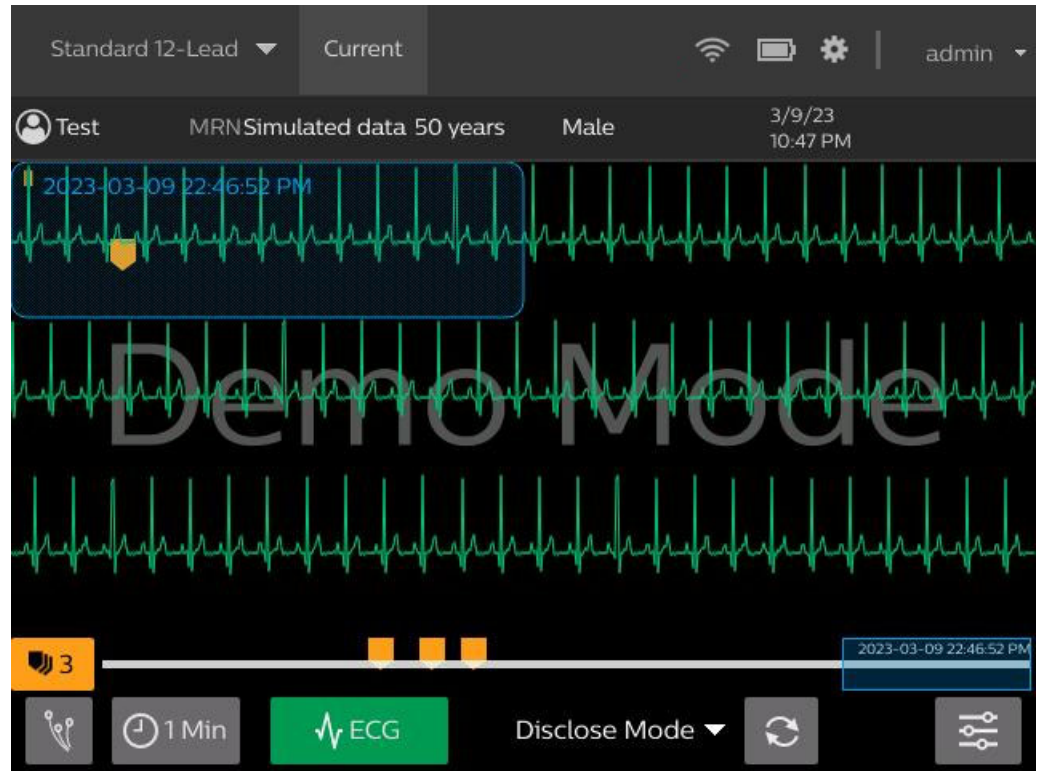 Standard 12-Lead Current admin
Test MRN Simulated data 50 years Male 3/9/23
10:47 PM
2023-03-09 22:46:52 PM
Demo Mode
3 2023-03-09 22:46:52 PM
1 Min ECG Disclose Mode